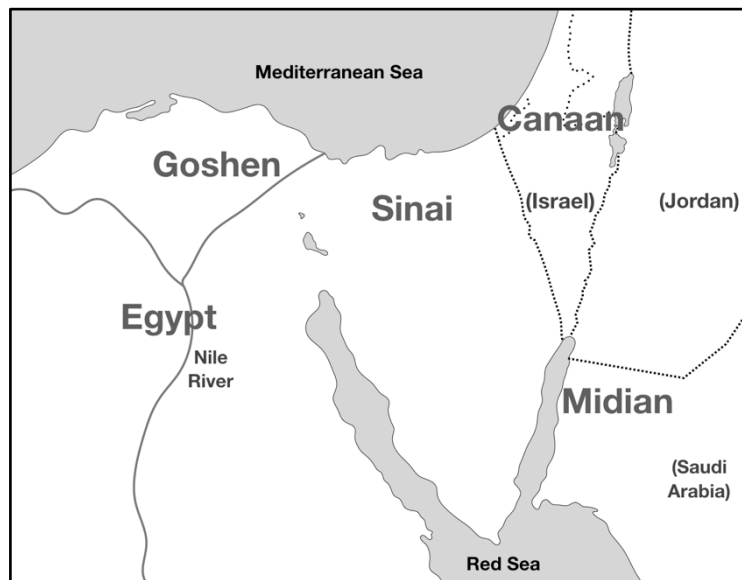 Mediterranean Sea
Canaan
Goshen
Sinai
(Israel)
(Jordan)
Egypt
Nile
River
Midian
(Saudi
Arabia)
Red Sea